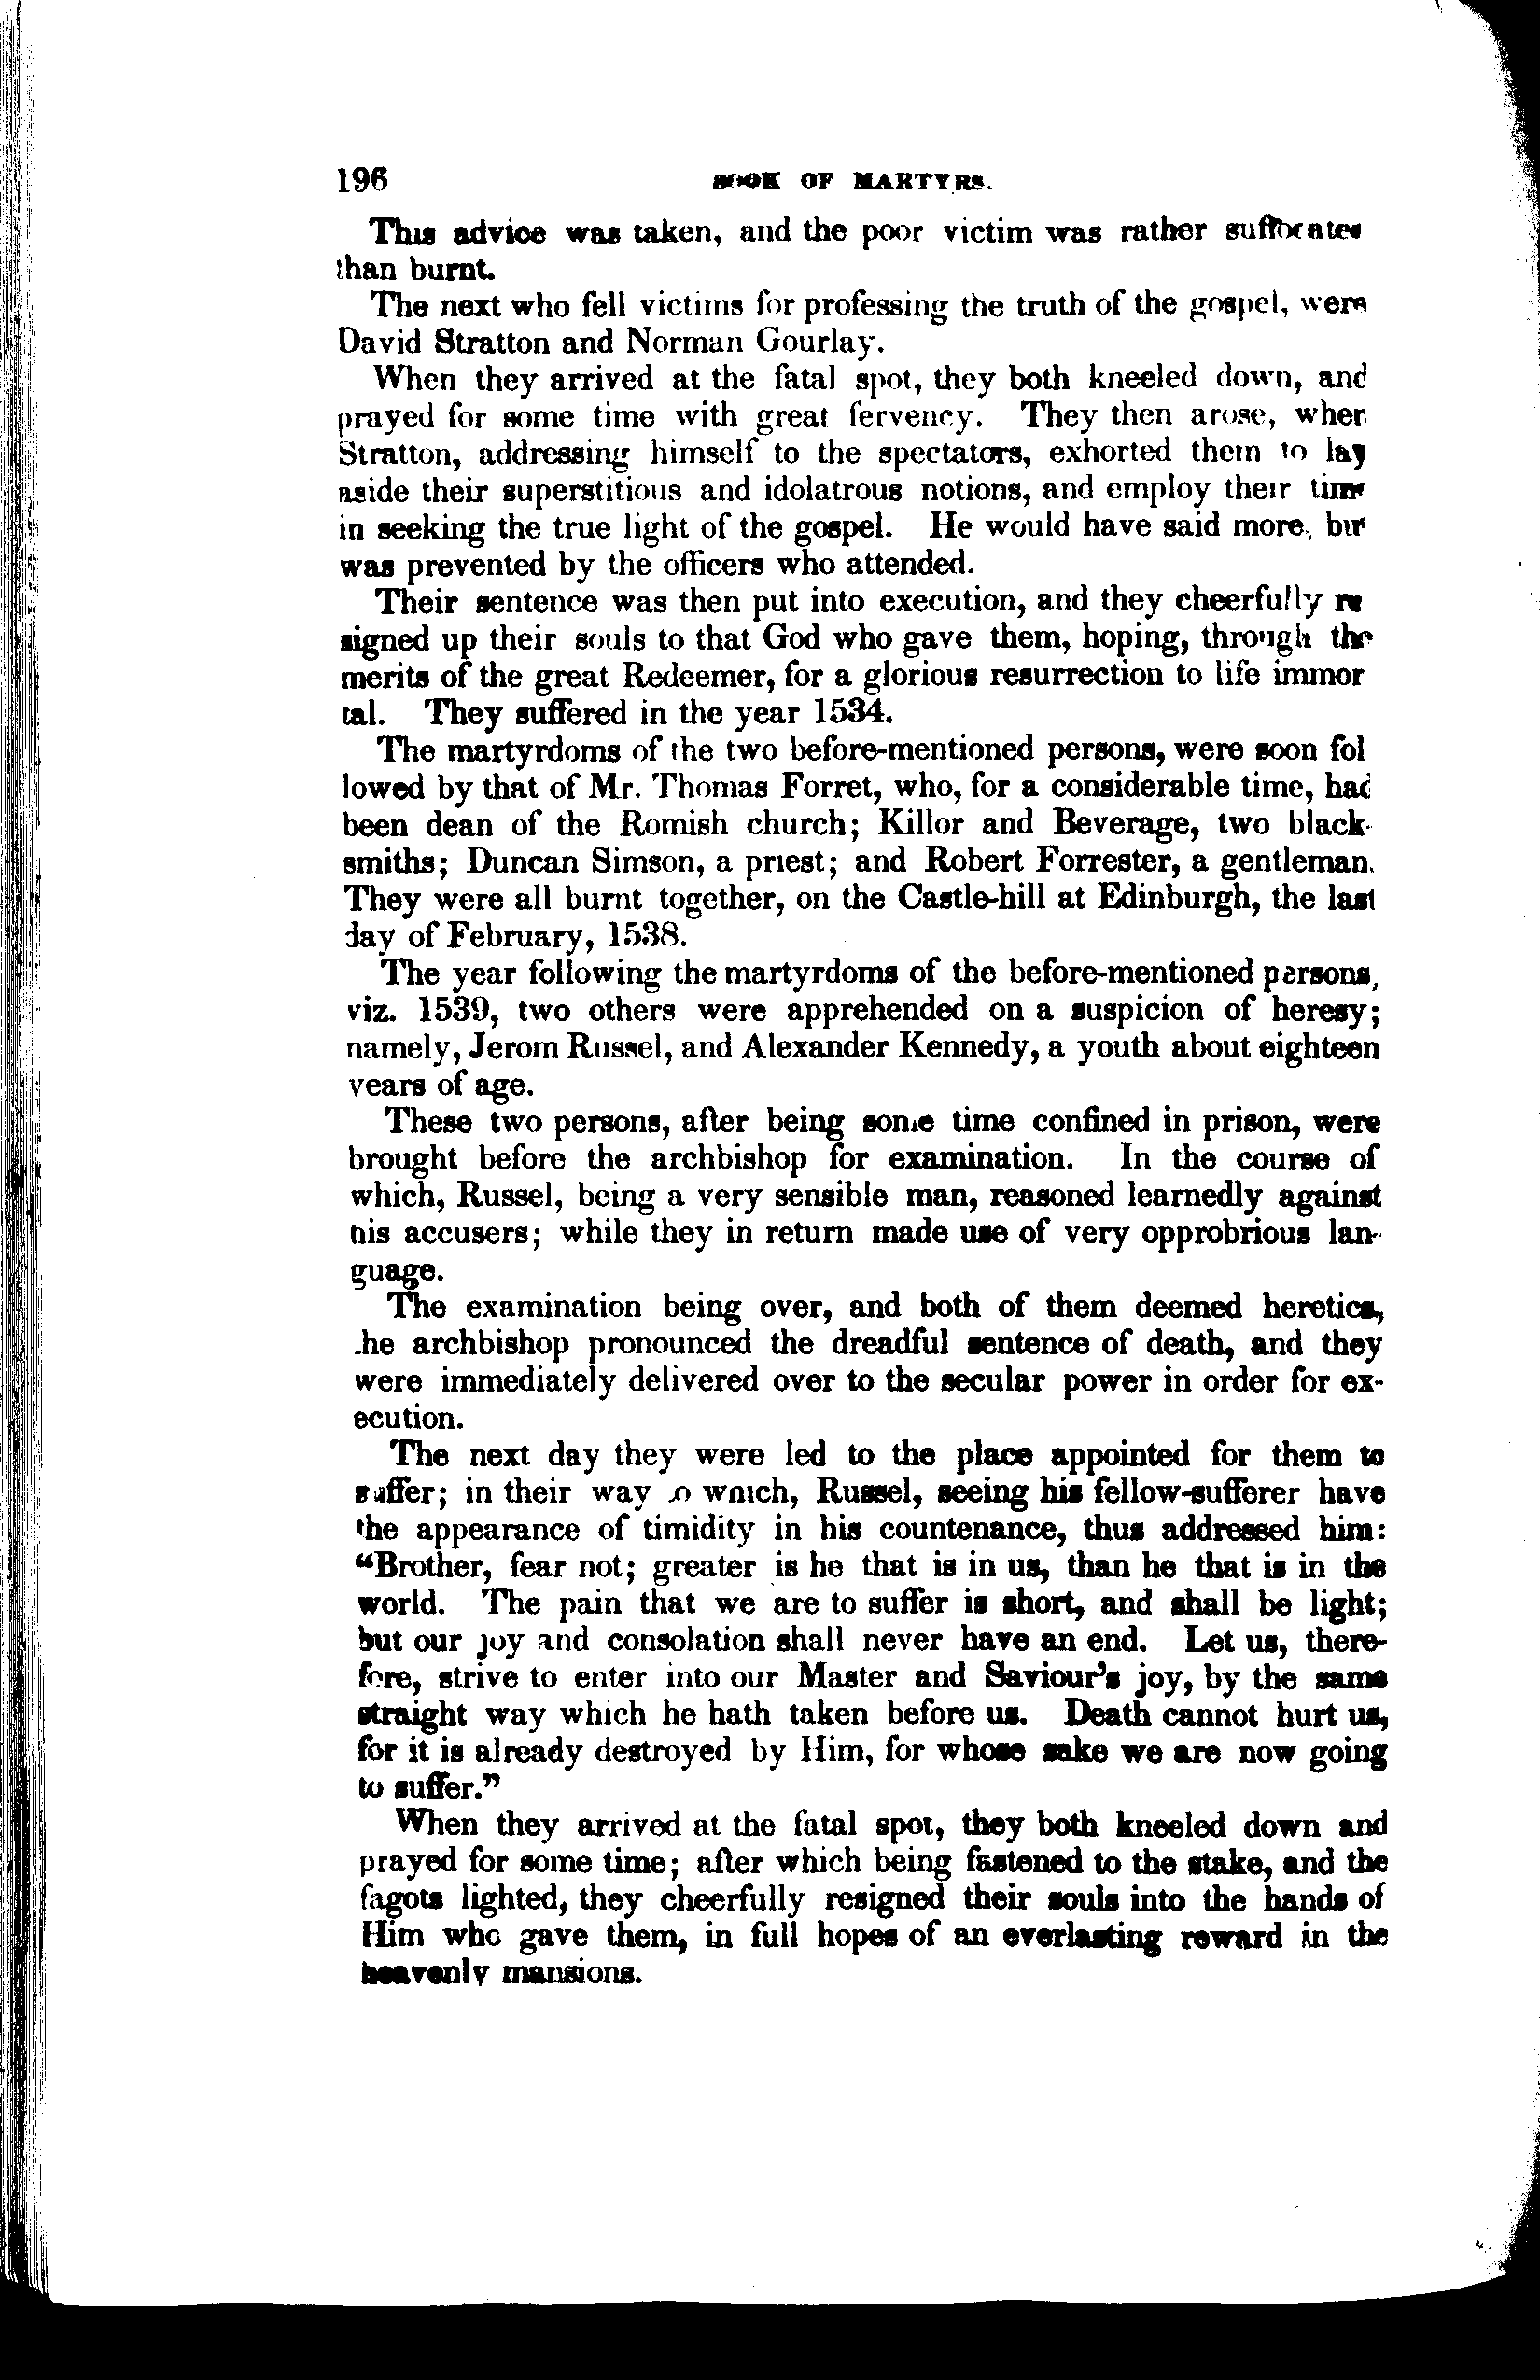 196 BOOK OF MARTYRS.
This advice was taken, and the poor victim was rather suffocated
than burnt.
The next who fell victims for professing the truth of the gospel, were
David Stratton and Norman Gourlay.
When they arrived at the fatal spot, they both kneeled down, and
prayed for some time with great fervency. They then arose, when
Stratton, addressing himself to the spectators, exhorted them to lay
aside their superstitious and idolatrous notions, and employ their time
in seeking the true light of the gospel. He would have said more, but
was prevented by the officers who attended.
Their sentence was then put into execution, and they cheerfully re
signed up their souls to that God who gave them, hoping, through the
merits of the great Redeemer, for a glorious resurrection to life immor
tal. They suffered in the year 1534.
The martyrdoms of the two before-mentioned persons, were soon fol
lowed by that of Mr. Thomas Forret, who, for a considerable time, had
been dean of the Romish church; Killor and Beverage, two black-
smiths; Duncan Simson, a priest; and Robert Forrester, a gentleman.
They were all burnt together, on the Castle-hill at Edinburgh, the last
day of February, 1538.
The year following the martyrdoms of the before-mentioned persons,
viz. 1539, two others were apprehended on a suspicion of heresy;
namely, Jerom Russel, and Alexander Kennedy, a youth about eighteen
years of age.
These two persons, after being some time confined in prison, were
brought before the archbishop for examination. In the course of
which, Russel, being a very sensible man, reasoned learnedly against
his accusers; while they in return made use of very opprobrious lan-
guage.
The examination being over, and both of them deemed heretics,
the archbishop pronounced the dreadful sentence of death, and they
were immediately delivered over to the secular power in order for ex-
ecution.
The next day they were led to the place appointed for them to
suffer; in their way to which, Russel, seeing his fellow-sufferer have
the appearance of timidity in his countenance, thus addressed him:
“Brother, fear not; greater is he that is in us, than he that is in the
world. The pain that we are to suffer is short, and shall be light;
but our joy and consolation shall never have an end. Let us, there-
fore, strive to enter into our Master and Saviour’s joy, by the same
straight way which he hath taken before us. Death cannot hurt us,
for it is already destroyed by Him, for whose sake we are now going
to suffer.”
When they arrived at the fatal spot, they both kneeled down and
prayed for some time; after which being fastened to the stake, and the
fagots lighted, they cheerfully resigned their souls into the hands of
Him who gave them, in full hopes of an everlasting reward in the
heavenly mansions.